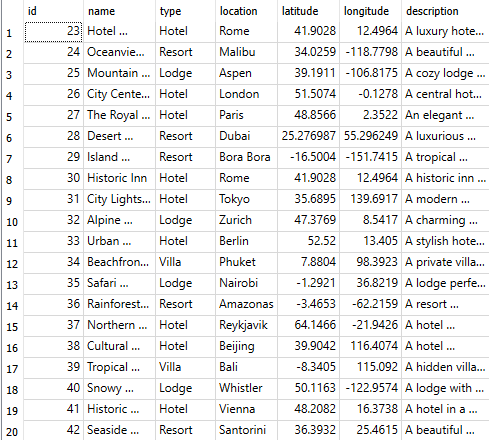 id name type location latitude longitude description
1 23 Hotel ... Hotel Rome 41.9028 12.4964 A luxury hote...
2 24 Oceanvie... Resort Malibu 34.0259 -118.7798 A beautiful ...
3 25 Mountain ... Lodge Aspen 39.1911 -106.8175 A cozy lodge ...
4 26 City Cente... Hotel London 51.5074 -0.1278 A central hot...
5 27 The Royal ... Hotel Paris 48.8566 2.3522 An elegant ...
6 28 Desert ... Resort Dubai 25.276987 55.296249 A luxurious ...
7 29 Island ... Resort Bora Bora -16.5004 -151.7415 A tropical ...
8 30 Historic Inn Hotel Rome 41.9028 12.4964 A historic inn ...
9 31 City Lights... Hotel Tokyo 35.6895 139.6917 A modern ...
10 32 Alpine ... Lodge Zurich 47.3769 8.5417 A charming ...
11 33 Urban ... Hotel Berlin 52.52 13.405 A stylish hote...
12 34 Beachfron... Villa Phuket 7.8804 98.3923 A private villa...
13 35 Safari ... Lodge Nairobi -1.2921 36.8219 A lodge perfe...
14 36 Rainforest... Resort Amazonas -3.4653 -62.2159 A resort ...
15 37 Northern ... Hotel Reykjavik 64.1466 -21.9426 A hotel ...
16 38 Cultural ... Hotel Beijing 39.9042 116.4074 A hotel ...
17 39 Tropical ... Villa Bali -8.3405 115.092 A hidden villa...
18 40 Snowy ... Lodge Whistler 50.1163 -122.9574 A lodge with ...
19 41 Historic ... Hotel Vienna 48.2082 16.3738 A hotel in a ...
20 42 Seaside ... Resort Santorini 36.3932 25.4615 A beautiful ...